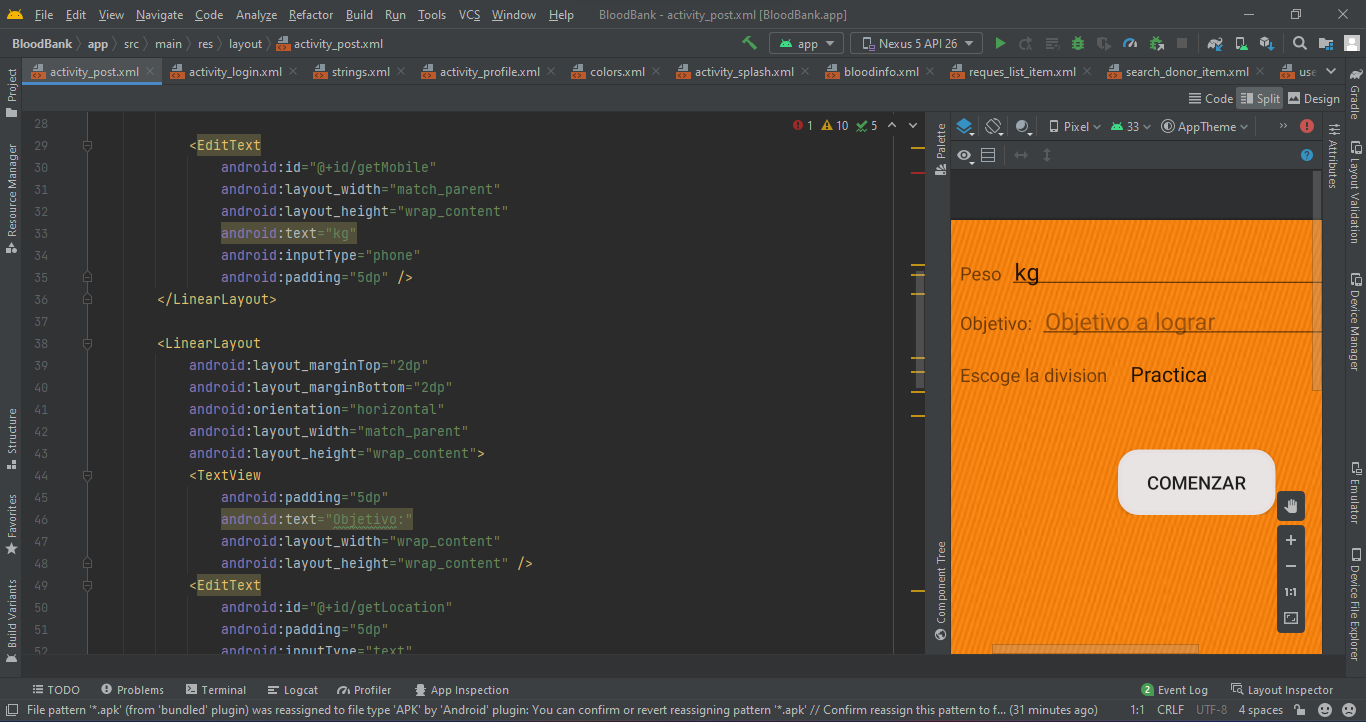 File Edit View Navigate Code Analyze Refactor Build Run Tools VCS Window Help BloodBank - activity_post.xml [BloodBank.app]
BloodBank app src main res layout activity_post.xml app Nexus 5 API 26
activity_post.xml activity_login.xml strings.xml activity_profile.xml colors.xml activity_splash.xml bloodinfo.xml reques_list_item.xml search_donor_item.xml use
Code Split Design
Project
Resource Manager
Structure
Favorites
Build Variants
1 10 5
28
29 <EditText
30 android:id="@+id/getMobile"
31 android:layout_width="match_parent"
32 android:layout_height="wrap_content"
33 android:text="kg"
34 android:inputType="phone"
35 android:padding="5dp" />
36 </LinearLayout>
37
38 <LinearLayout
39 android:layout_marginTop="2dp"
40 android:layout_marginBottom="2dp"
41 android:orientation="horizontal"
42 android:layout_width="match_parent"
43 android:layout_height="wrap_content">
44 <TextView
45 android:padding="5dp"
46 android:text="Objetivo:"
47 android:layout_width="wrap_content"
48 android:layout_height="wrap_content" />
49 <EditText
50 android:id="@+id/getLocation"
51 android:padding="5dp"
52 android:inputType="text"
Palette
Component Tree
Pixel 33 AppTheme »
?
Peso kg
Objetivo: Objetivo a lograr
Escoge la division Practica
COMENZAR
1:1
Attributes
Gradle
Layout Validation
Device Manager
Emulator
Device File Explorer
TODO Problems Terminal Logcat Profiler App Inspection 2 Event Log Layout Inspector
File pattern '*.apk' (from 'bundled' plugin) was reassigned to file type 'APK' by 'Android' plugin: You can confirm or revert reassigning pattern '*.apk' // Confirm reassign this pattern to f... (31 minutes ago) 1:1 CRLF UTF-8 4 spaces